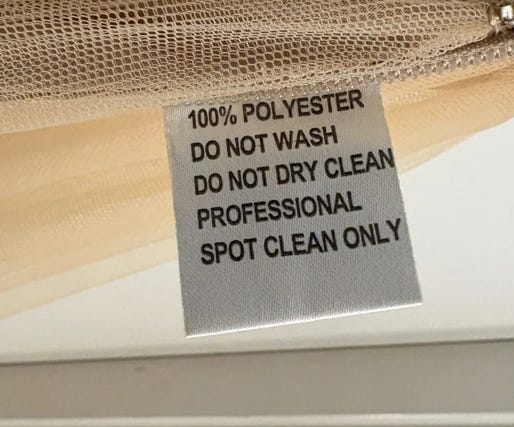 100% POLYESTER
DO NOT WASH
DO NOT DRY CLEAN
PROFESSIONAL
SPOT CLEAN ONLY